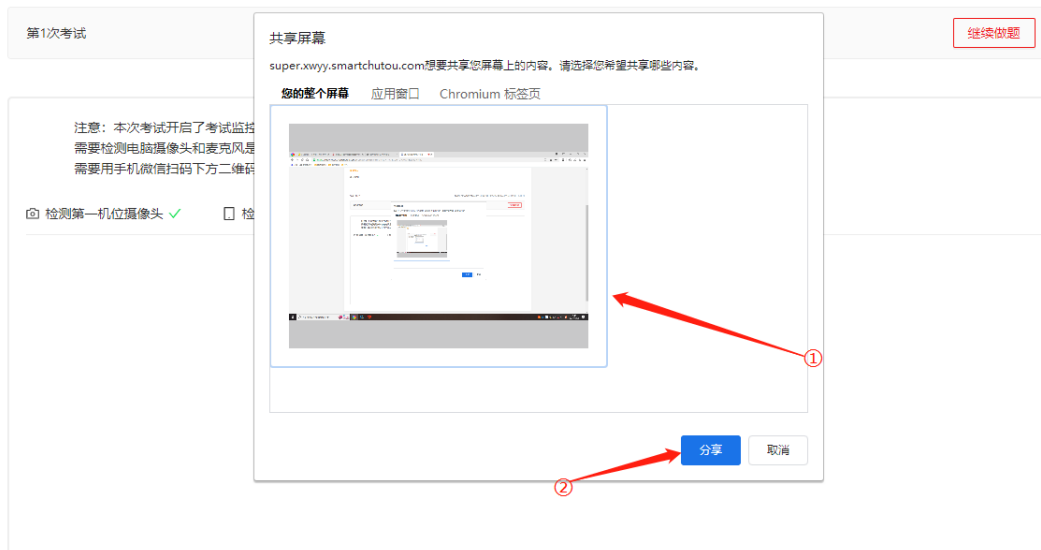 第1次考试
继续做题
共享屏幕
super.xwyy.smartchutou.com想要共享您屏幕上的内容。请选择您希望共享哪些内容。
您的整个屏幕 应用窗口 Chromium 标签页
注意：本次考试开启了考试监控
需要检测电脑摄像头和麦克风是
需要用手机微信扫码下方二维码
检测第一机位摄像头
检
①
分享
取消
②